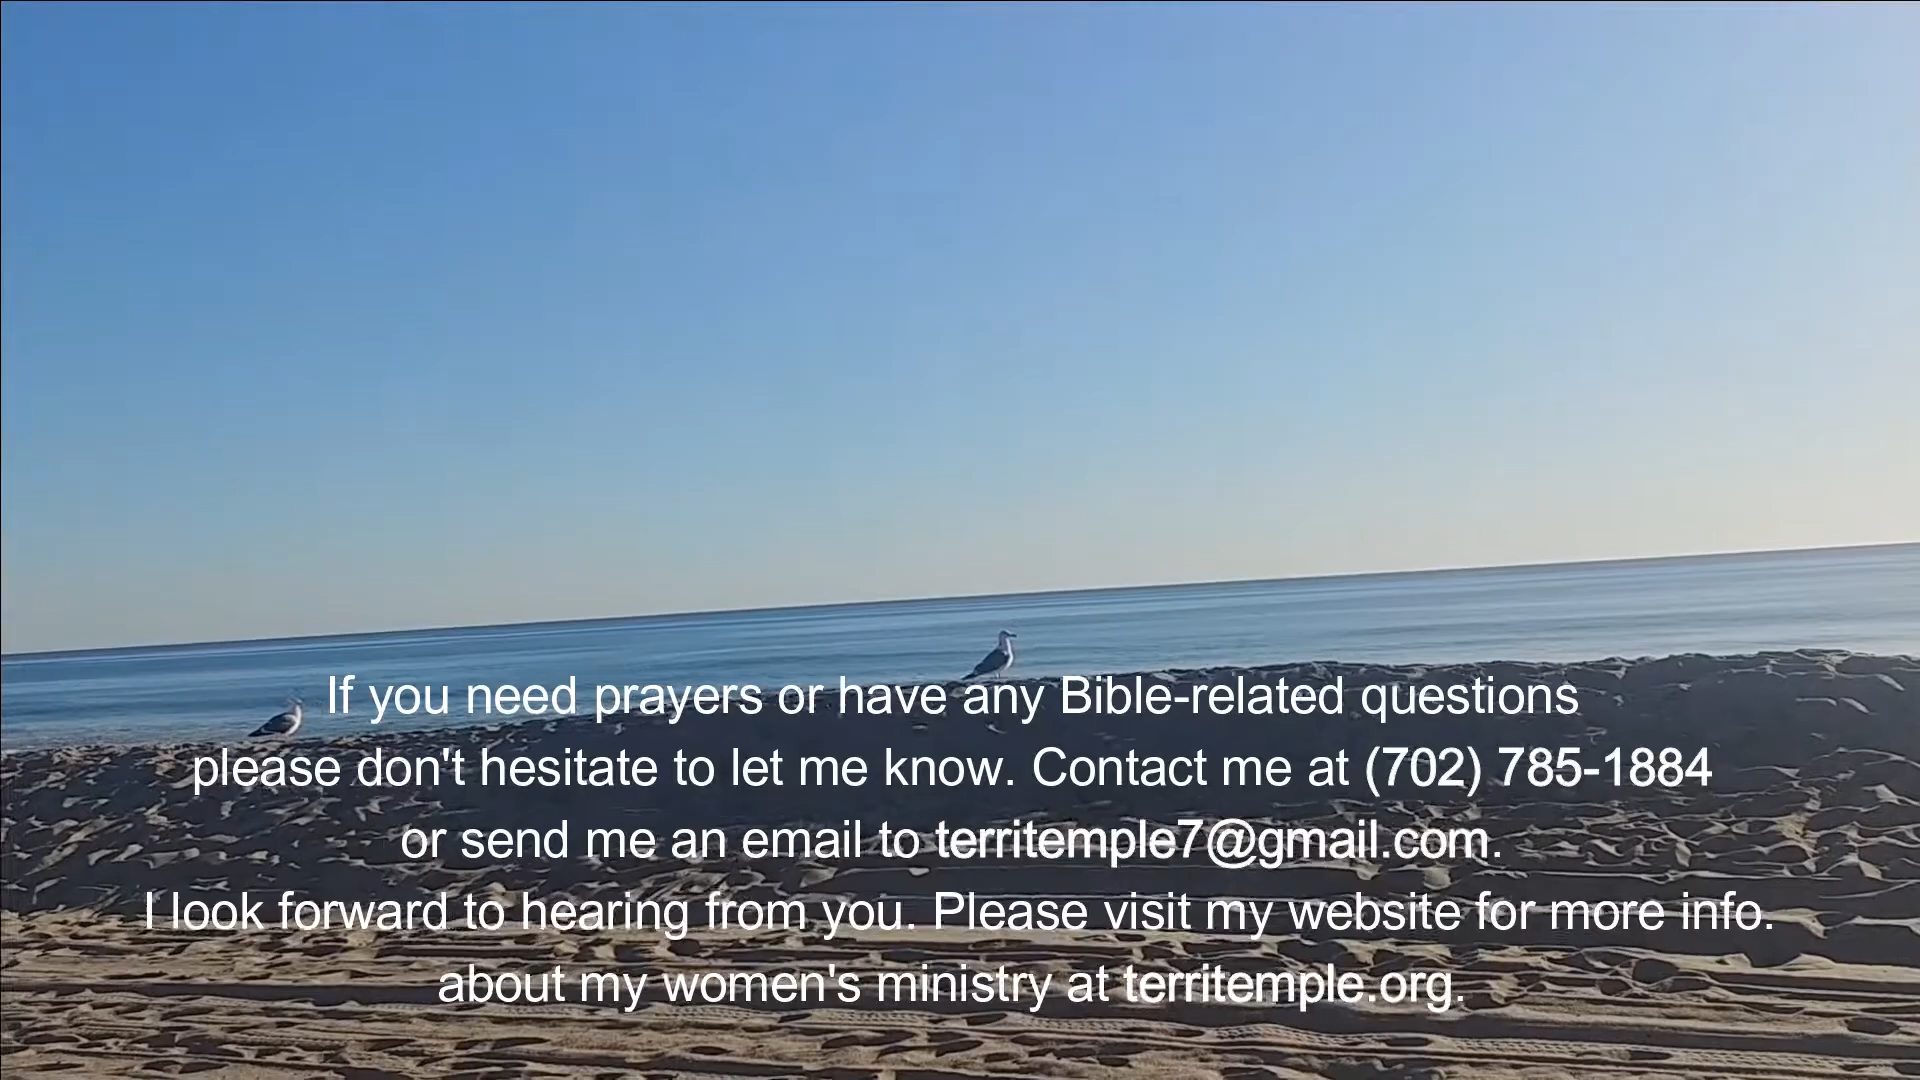 If you need prayers or have any Bible-related questions
please don't hesitate to let me know. Contact me at (702) 785-1884
or send me an email to territemple7@gmail.com.
I look forward to hearing from you. Please visit my website for more info.
about my women's ministry at territemple.org.